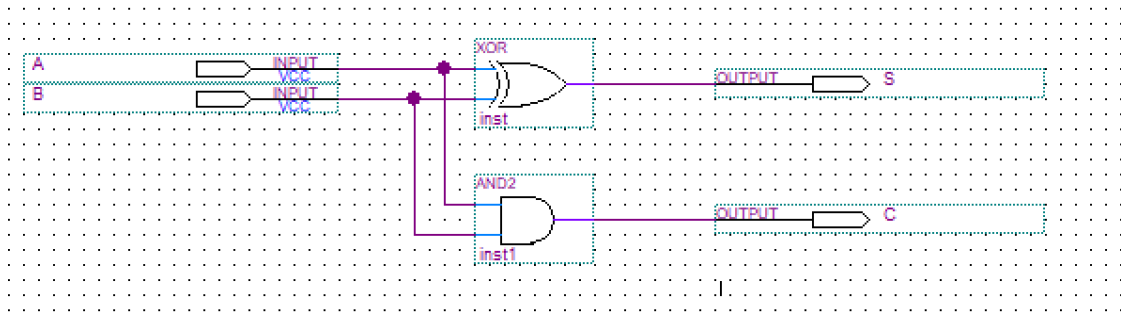 XOR
A INPUT
VCC
B INPUT
VCC
OUTPUT S
inst
AND2
OUTPUT C
inst1